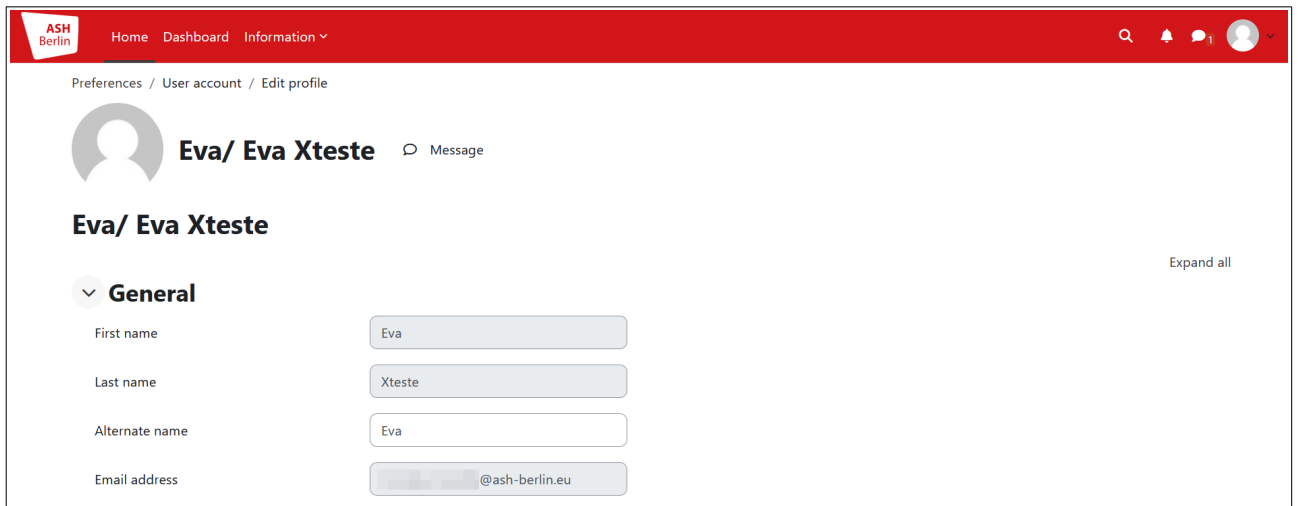 ASH
Berlin
Home Dashboard Information
1
Preferences / User account / Edit profile
Eva/ Eva Xteste Message
Eva/ Eva Xteste
Expand all
General
First name Eva
Last name Xteste
Alternate name Eva
Email address @ash-berlin.eu